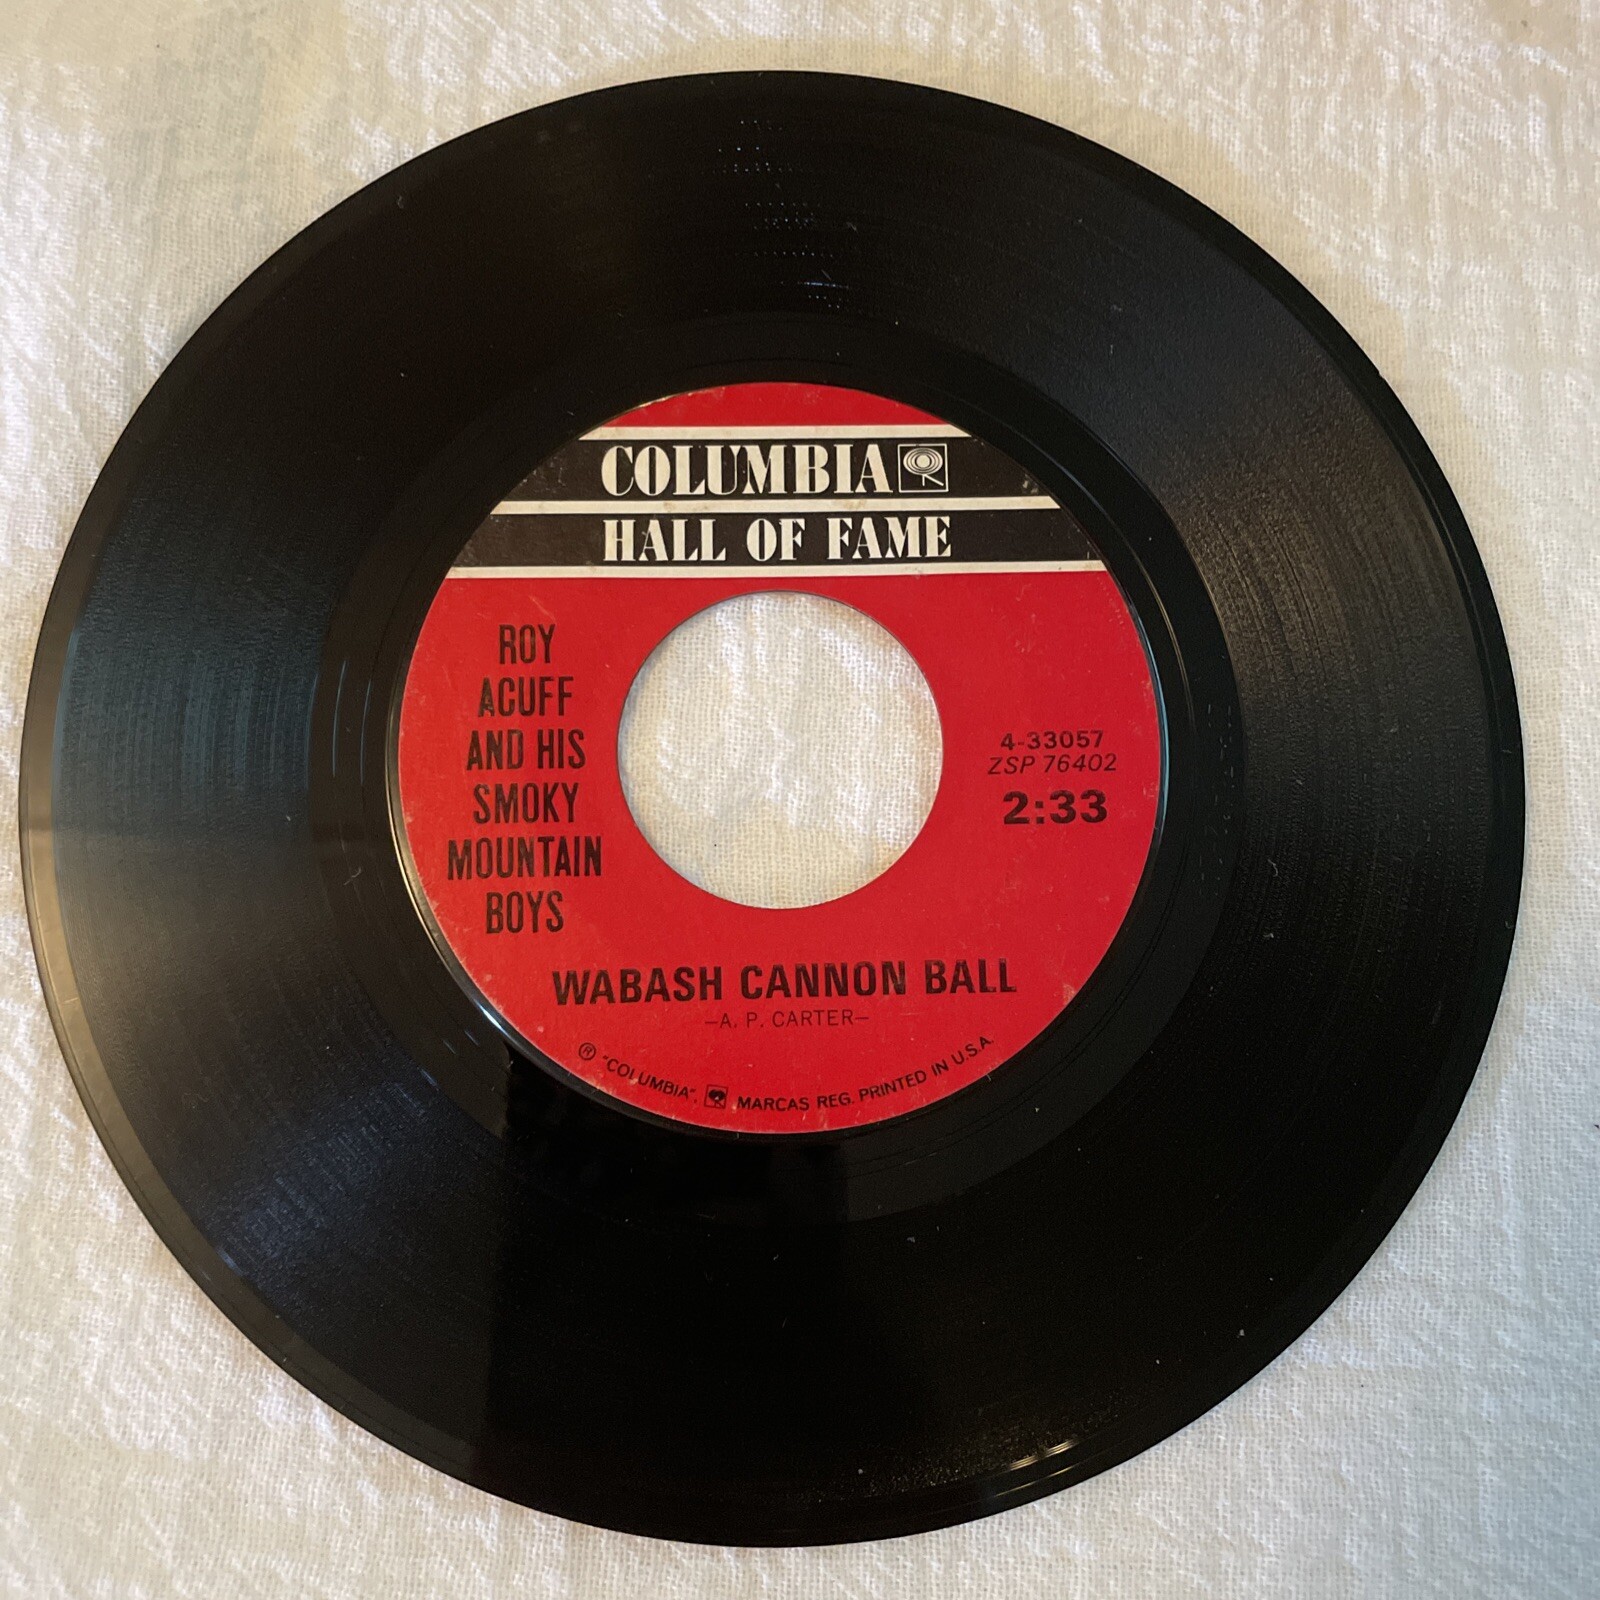 COLUMBIA
HALL OF FAME
ROY
ACUFF
AND HIS
SMOKY
MOUNTAIN
BOYS
4-33057
ZSP 76402
2:33
WABASH CANNON BALL
—A. P. CARTER—
® "COLUMBIA", MARCAS REG. PRINTED IN U.S.A.